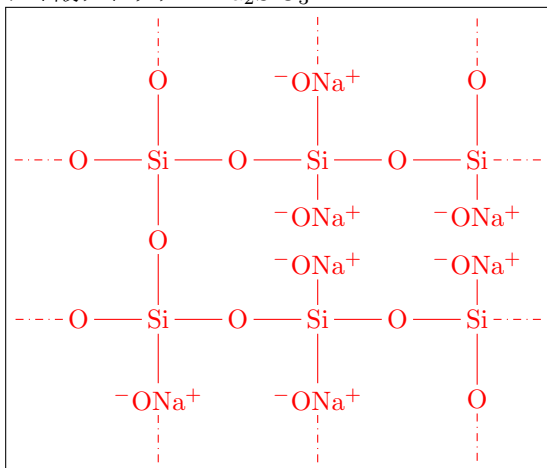 O ⁻ONa⁺ O
O Si O Si O Si
⁻ONa⁺ ⁻ONa⁺
O
⁻ONa⁺ ⁻ONa⁺
O Si O Si O Si
⁻ONa⁺ ⁻ONa⁺ O